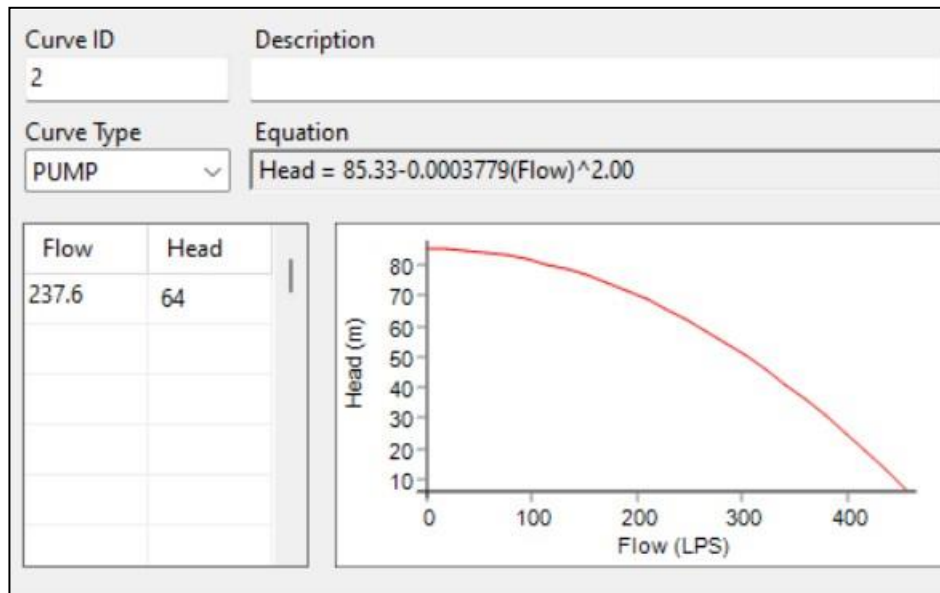 Curve ID Description
2
Curve Type Equation
PUMP Head = 85.33-0.0003779(Flow)^2.00
Flow Head
237.6 64
80
70
60
50
40
30
20
10
Head (m)
0 100 200 300 400
Flow (LPS)